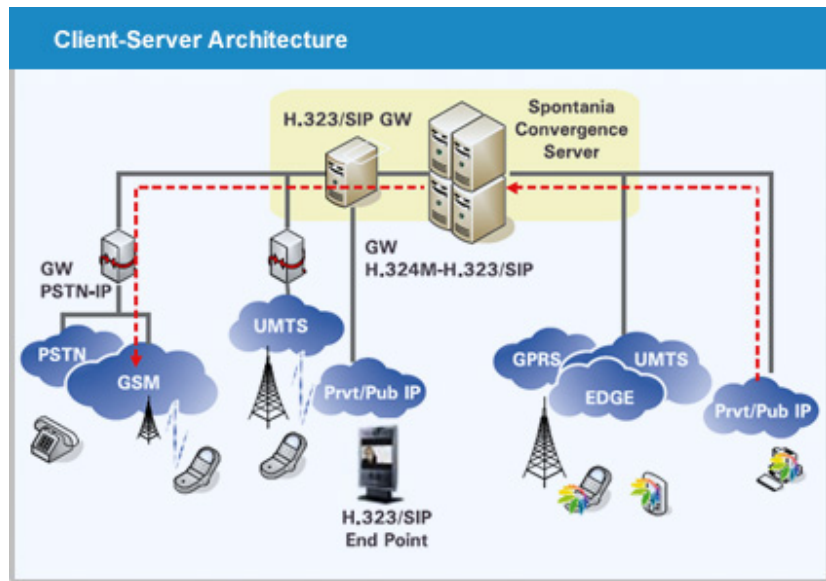 Client-Server Architecture
H.323/SIP GW
Spontania
Convergence
Server
GW
PSTN-IP
GW
H.324M-H.323/SIP
PSTN
GSM
UMTS
Prvt/Pub IP
GPRS
UMTS
EDGE
Prvt/Pub IP
H.323/SIP
End Point